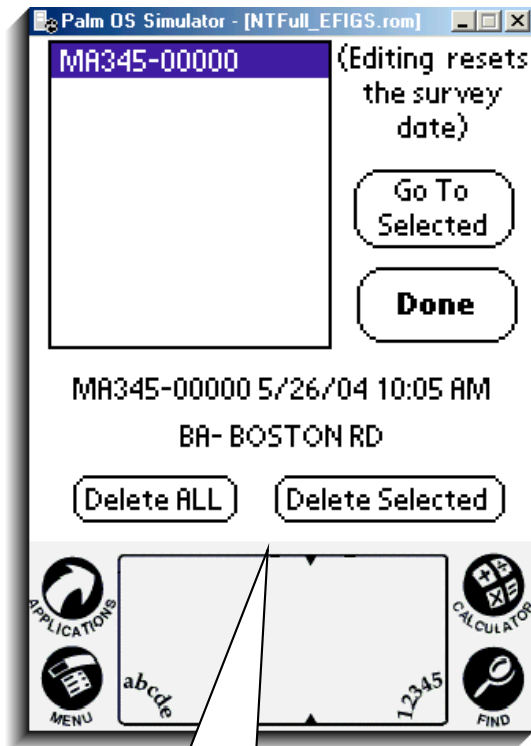 Palm OS Simulator - [NTFull_EFIGS.rom]
MA345-00000
(Editing resets
the survey
date)
Go To
Selected
Done
MA345-00000 5/26/04 10:05 AM
BA- BOSTON RD
Delete ALL
Delete Selected
APPLICATIONS
CALCULATOR
abcde
12345
MENU
FIND